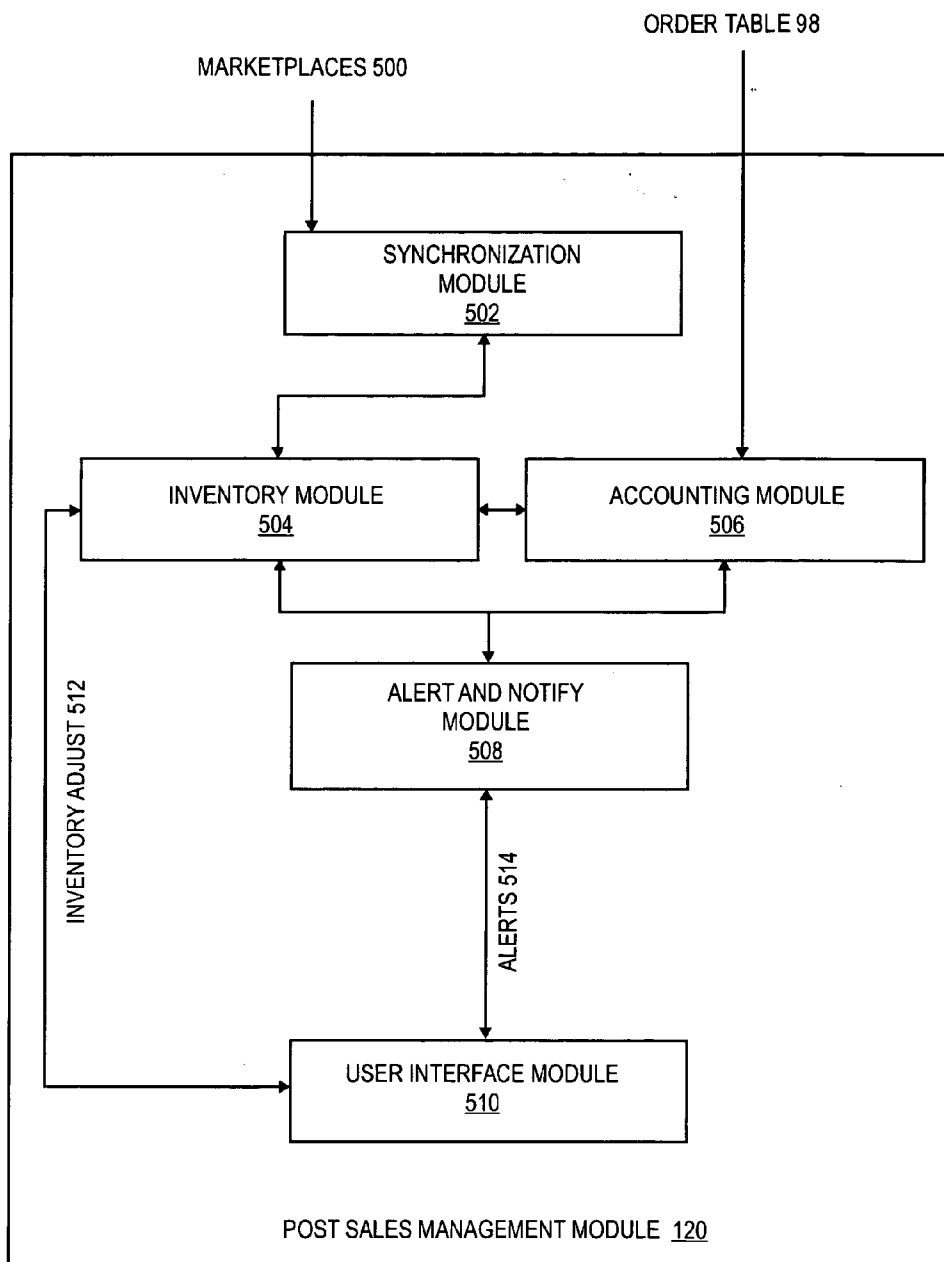 ORDER TABLE 98
MARKETPLACES 500
SYNCHRONIZATION
MODULE
502
INVENTORY MODULE
504
ACCOUNTING MODULE
506
ALERT AND NOTIFY
MODULE
508
INVENTORY ADJUST 512
ALERTS 514
USER INTERFACE MODULE
510
POST SALES MANAGEMENT MODULE 120